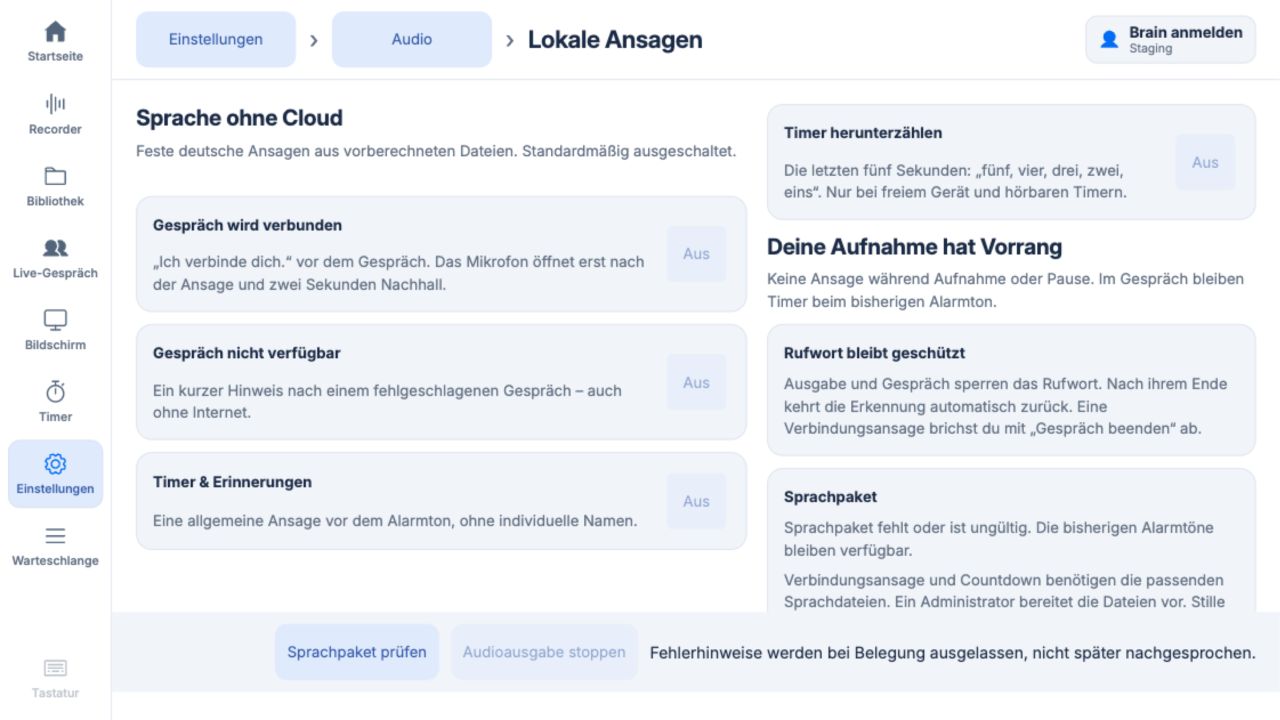 Startseite
Recorder
Bibliothek
Live-Gespräch
Bildschirm
Timer
Einstellungen
Warteschlange
Tastatur
Einstellungen › Audio › Lokale Ansagen
Brain anmelden
Staging
Sprache ohne Cloud
Feste deutsche Ansagen aus vorberechneten Dateien. Standardmäßig ausgeschaltet.
Gespräch wird verbunden
„Ich verbinde dich.“ vor dem Gespräch. Das Mikrofon öffnet erst nach
der Ansage und zwei Sekunden Nachhall.
Aus
Gespräch nicht verfügbar
Ein kurzer Hinweis nach einem fehlgeschlagenen Gespräch – auch
ohne Internet.
Aus
Timer & Erinnerungen
Eine allgemeine Ansage vor dem Alarmton, ohne individuelle Namen.
Aus
Timer herunterzählen
Die letzten fünf Sekunden: „fünf, vier, drei, zwei,
eins“. Nur bei freiem Gerät und hörbaren Timern.
Aus
Deine Aufnahme hat Vorrang
Keine Ansage während Aufnahme oder Pause. Im Gespräch bleiben
Timer beim bisherigen Alarmton.
Rufwort bleibt geschützt
Ausgabe und Gespräch sperren das Rufwort. Nach ihrem Ende
kehrt die Erkennung automatisch zurück. Eine
Verbindungsansage brichst du mit „Gespräch beenden“ ab.
Sprachpaket
Sprachpaket fehlt oder ist ungültig. Die bisherigen Alarmtöne
bleiben verfügbar.
Verbindungsansage und Countdown benötigen die passenden
Sprachdateien. Ein Administrator bereitet die Dateien vor. Stille
Sprachpaket prüfen
Audioausgabe stoppen
Fehlerhinweise werden bei Belegung ausgelassen, nicht später nachgesprochen.